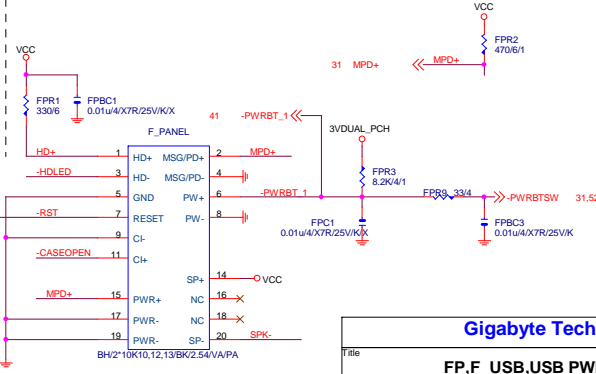 VCC
FPR2
470/6/1
31 MPD+
MPD+
VCC
FPR1
330/6
FPBC1
0.01u/4/X7R/25V/K/X
41 -PWRBT_1
F_PANEL
3VDUAL_PCH
HD+ 1 HD+ MSG/PD+ 2 MPD+
-HDLED 3 HD- MSG/PD- 4
FPR3
8.2K/4/1
5 GND PW+ 6 -PWRBT_1
FPR9 33/4
-PWRBTSW 31,52
-RST 7 RESET PW- 8
9 CI-
FPC1
0.01u/4/X7R/25V/K/X
FPBC3
0.01u/4/X7R/25V/K
-CASEOPEN 11 CI+
SP+ 14 VCC
MPD+ 15 PWR+ NC 16
17 PWR- NC 18
19 PWR- SP- 20 SPK-
BH/2*10K10,12,13/BK/2.54/VA/PA
Gigabyte Tech
Title
FP,F_USB,USB PW